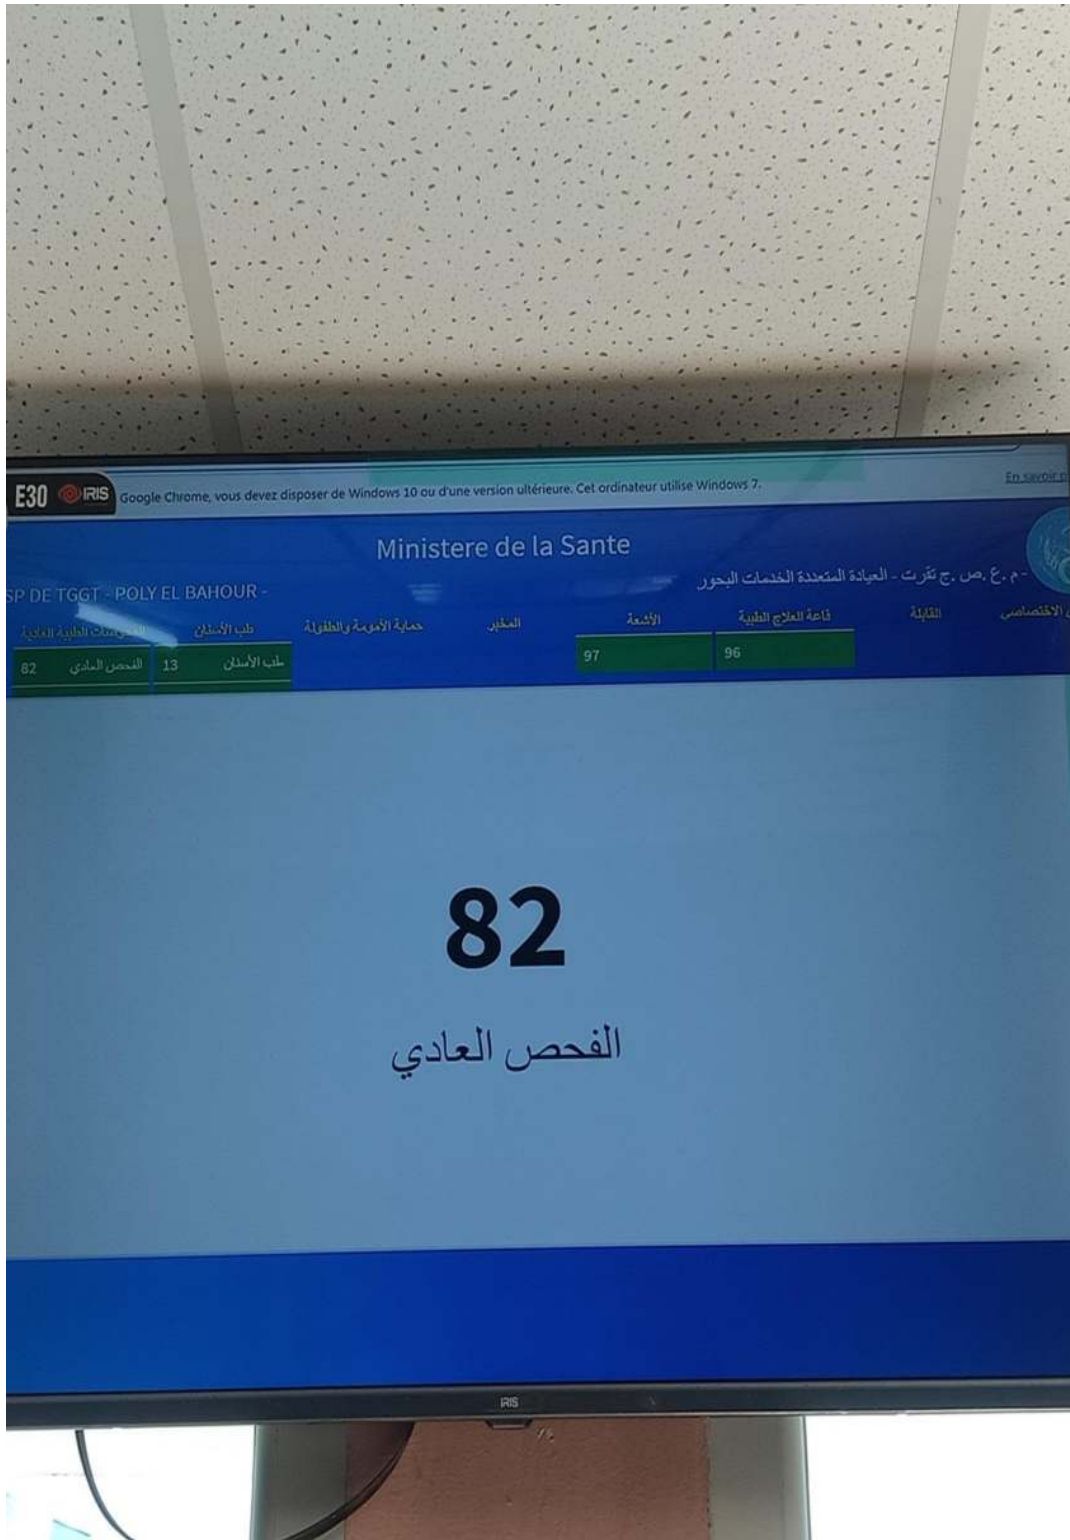 E30 IRIS Google Chrome, vous devez disposer de Windows 10 ou d'une version ultérieure. Cet ordinateur utilise Windows 7. En savoir
Ministere de la Sante
SP DE TGGT - POLY EL BAHOUR -
- م .ع .ص .ج تقرت - العيادة المتعددة الخدمات البحور
القابلة
قاعة العلاج الطبية
الأشعة
المخبر
حماية الأمومة والطفولة
طب الأسنان
الطبية العادية
96
97
طب الأسنان 13
الفحص العادي 82
82
الفحص العادي
IRIS